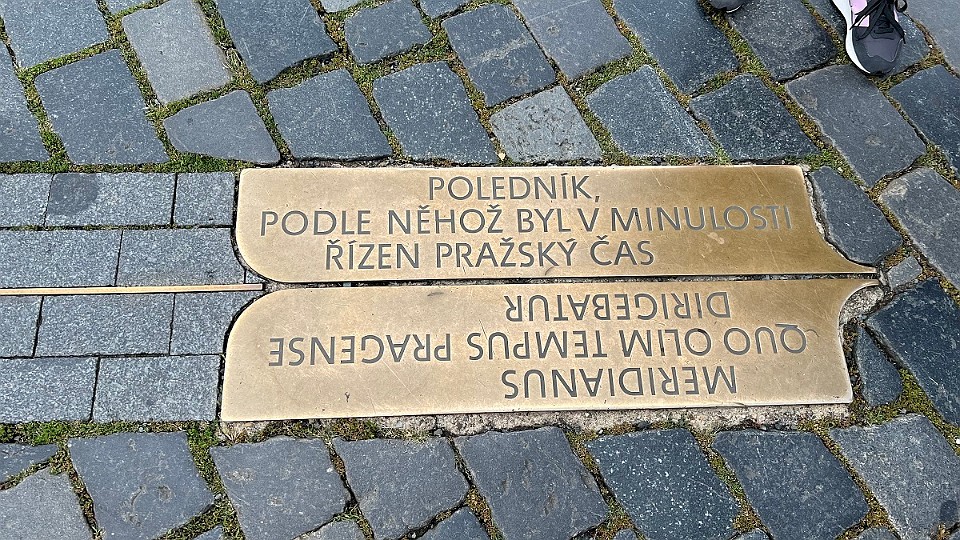 POLEDNÍK,
PODLE NĚHOŽ BYL V MINULOSTI
ŘÍZEN PRAŽSKÝ ČAS
MERIDIANUS
QUO OLIM TEMPUS PRAGENSE
DIRIGEBATUR